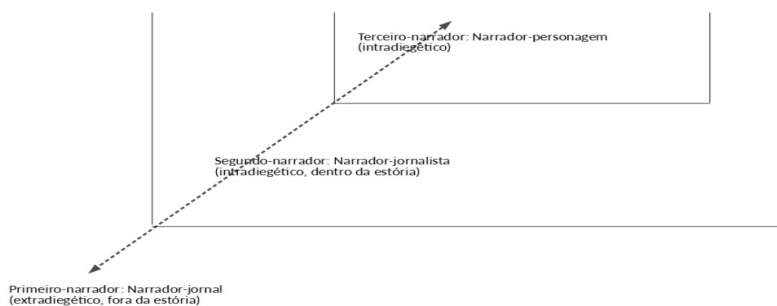 Terceiro-narrador: Narrador-personagem
(intradiegético)
Segundo-narrador: Narrador-jornalista
(intradiegético, dentro da estória)
Primeiro-narrador: Narrador-jornal
(extradiegético, fora da estória)